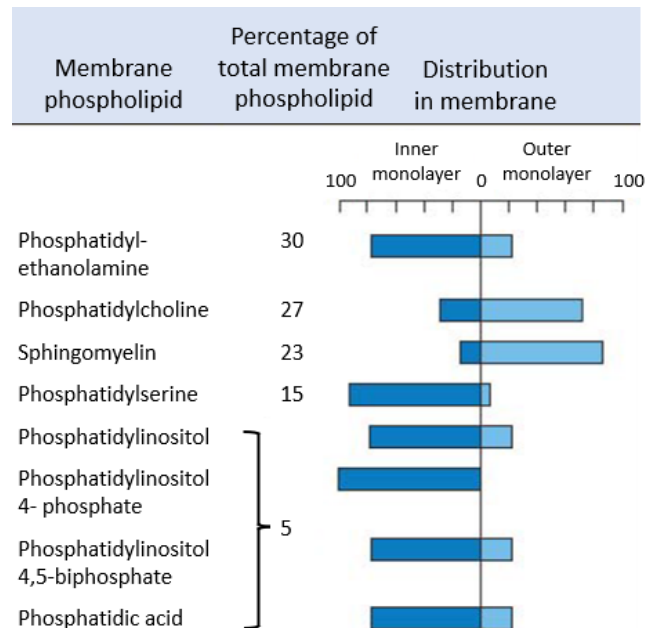 Membrane
phospholipid
Percentage of
total membrane
phospholipid
Distribution
in membrane
Inner
monolayer
Outer
monolayer
100 0 100
Phosphatidyl-
ethanolamine
30
Phosphatidylcholine 27
Sphingomyelin 23
Phosphatidylserine 15
Phosphatidylinositol
Phosphatidylinositol
4- phosphate
5
Phosphatidylinositol
4,5-biphosphate
Phosphatidic acid